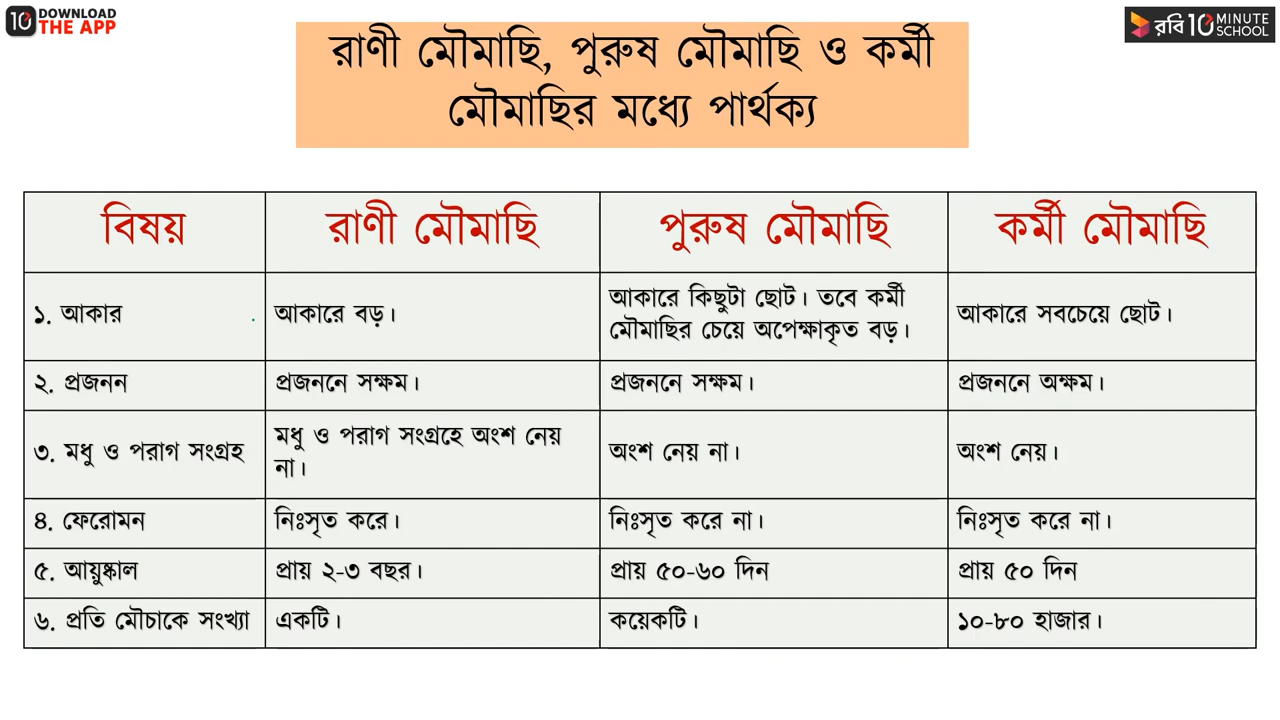 10 DOWNLOAD
THE APP
রবি 10 MINUTE
SCHOOL
রাণী মৌমাছি, পুরুষ মৌমাছি ও কর্মী
মৌমাছির মধ্যে পার্থক্য
বিষয় রাণী মৌমাছি পুরুষ মৌমাছি কর্মী মৌমাছি
১. আকার
আকারে বড়।
আকারে কিছুটা ছোট। তবে কর্মী
মৌমাছির চেয়ে অপেক্ষাকৃত বড়।
আকারে সবচেয়ে ছোট।
২. প্রজনন প্রজননে সক্ষম। প্রজননে সক্ষম। প্রজননে অক্ষম।
৩. মধু ও পরাগ সংগ্রহ
মধু ও পরাগ সংগ্রহে অংশ নেয়
না।
অংশ নেয় না।
অংশ নেয়।
৪. ফেরোমন নিঃসৃত করে। নিঃসৃত করে না। নিঃসৃত করে না।
৫. আয়ুষ্কাল প্রায় ২-৩ বছর। প্রায় ৫০-৬০ দিন প্রায় ৫০ দিন
৬. প্রতি মৌচাকে সংখ্যা একটি। কয়েকটি। ১০-৮০ হাজার।